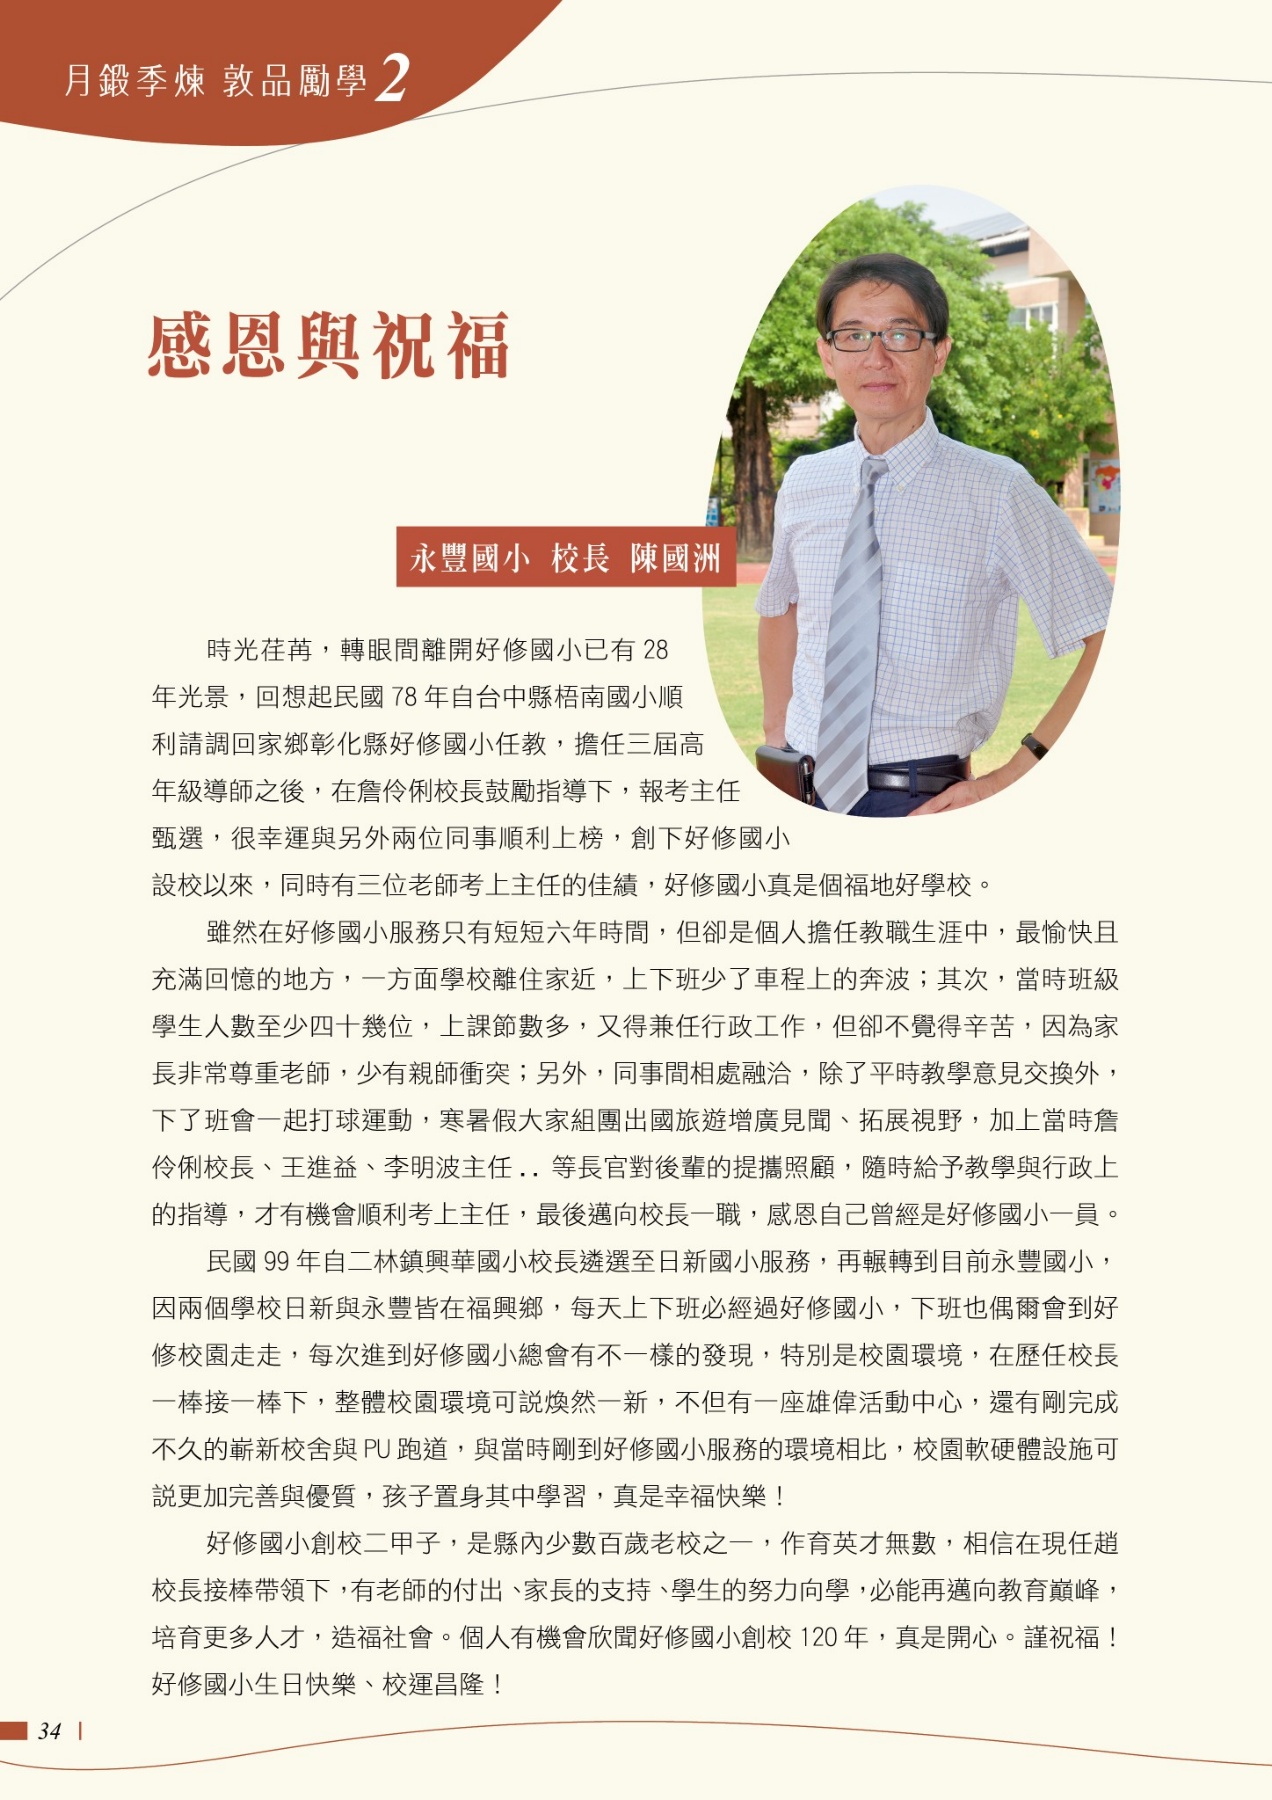 月鍛季煉 敦品勵學2
感恩與祝福
永豐國小 校長 陳國洲
時光荏苒，轉眼間離開好修國小已有 28
年光景，回想起民國 78 年自台中縣梧南國小順
利請調回家鄉彰化縣好修國小任教，擔任三屆高
年級導師之後，在詹伶俐校長鼓勵指導下，報考主任
甄選，很幸運與另外兩位同事順利上榜，創下好修國小
設校以來，同時有三位老師考上主任的佳績，好修國小真是個福地好學校。
雖然在好修國小服務只有短短六年時間，但卻是個人擔任教職生涯中，最愉快且
充滿回憶的地方，一方面學校離住家近，上下班少了車程上的奔波；其次，當時班級
學生人數至少四十幾位，上課節數多，又得兼任行政工作，但卻不覺得辛苦，因為家
長非常尊重老師，少有親師衝突；另外，同事間相處融洽，除了平時教學意見交換外，
下了班會一起打球運動，寒暑假大家組團出國旅遊增廣見聞、拓展視野，加上當時詹
伶俐校長、王進益、李明波主任 . . 等長官對後輩的提攜照顧，隨時給予教學與行政上
的指導，才有機會順利考上主任，最後邁向校長一職，感恩自己曾經是好修國小一員。
民國 99 年自二林鎮興華國小校長遴選至日新國小服務，再輾轉到目前永豐國小，
因兩個學校日新與永豐皆在福興鄉，每天上下班必經過好修國小，下班也偶爾會到好
修校園走走，每次進到好修國小總會有不一樣的發現，特別是校園環境，在歷任校長
一棒接一棒下，整體校園環境可說煥然一新，不但有一座雄偉活動中心，還有剛完成
不久的嶄新校舍與 PU 跑道，與當時剛到好修國小服務的環境相比，校園軟硬體設施可
說更加完善與優質，孩子置身其中學習，真是幸福快樂！
好修國小創校二甲子，是縣內少數百歲老校之一，作育英才無數，相信在現任趙
校長接棒帶領下，有老師的付出、家長的支持、學生的努力向學，必能再邁向教育巔峰，
培育更多人才，造福社會。個人有機會欣聞好修國小創校 120 年，真是開心。謹祝福！
好修國小生日快樂、校運昌隆！
34